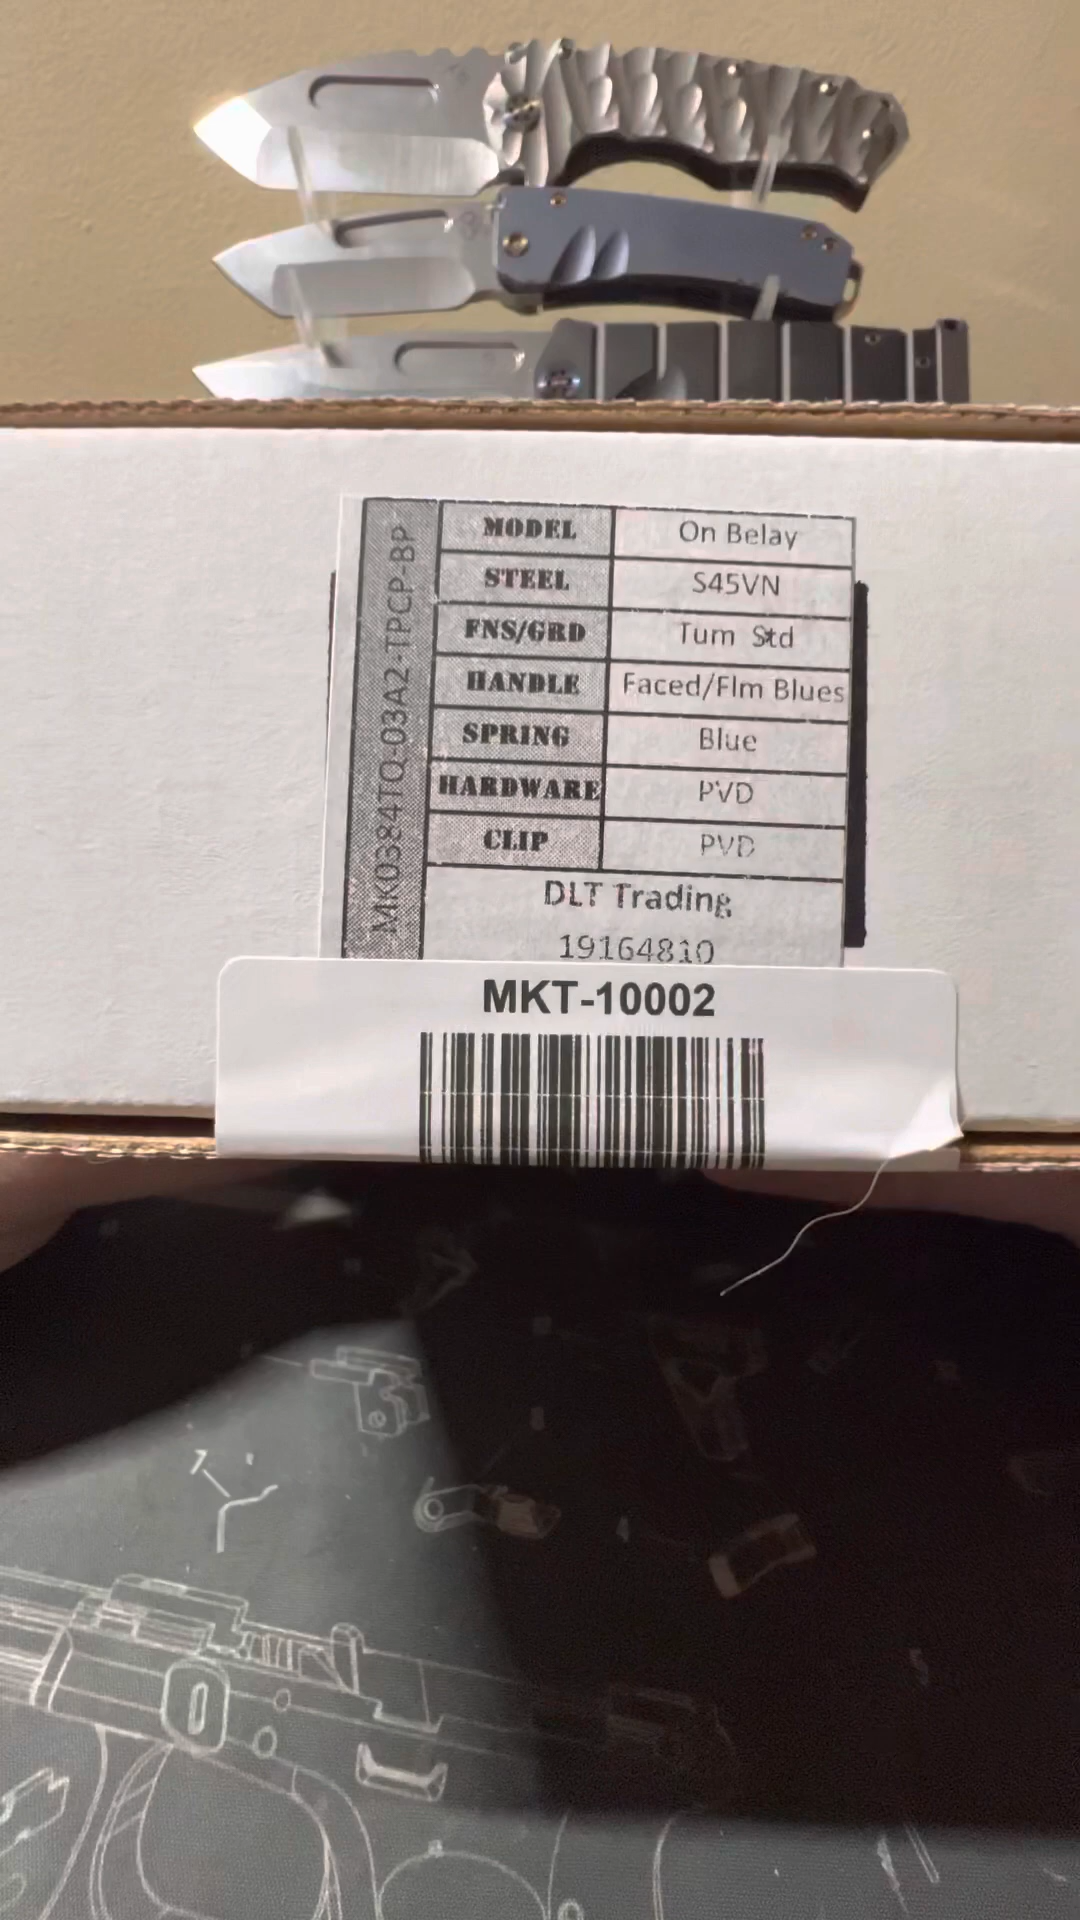 MK0384TQ-03A2-TPCP-BP
MODEL On Belay
STEEL S45VN
FNS/GRD Tum Std
HANDLE Faced/Flm Blues
SPRING Blue
HARDWARE PVD
CLIP PVD
DLT Trading
19164810
MKT-10002